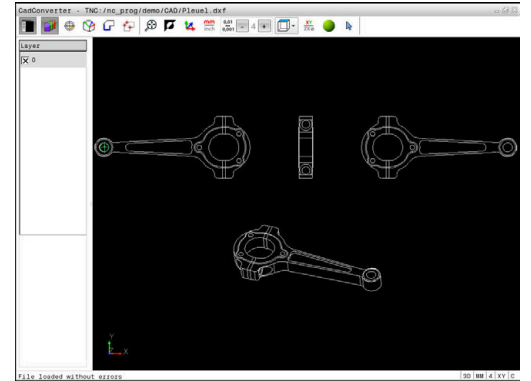 CadConverter - TNC:/nc_prog/demo/CAD/Pleuel.dxf
mm
inch
0,01
0,001
4
XY
Layer
0
Y
X
File loaded without errors
3D MM 4 XY C